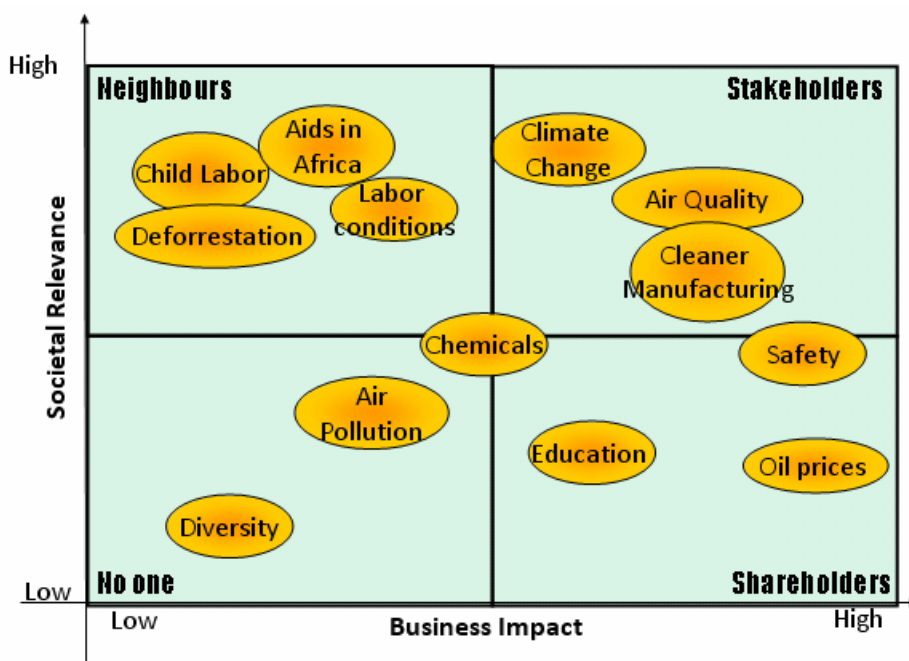 High
Neighbours
Stakeholders
Aids in
Africa
Climate
Change
Child Labor
Labor
conditions
Air Quality
Deforrestation
Cleaner
Manufacturing
Societal Relevance
Chemicals
Safety
Air
Pollution
Education
Oil prices
Diversity
No one
Shareholders
Low
Low
Business Impact
High